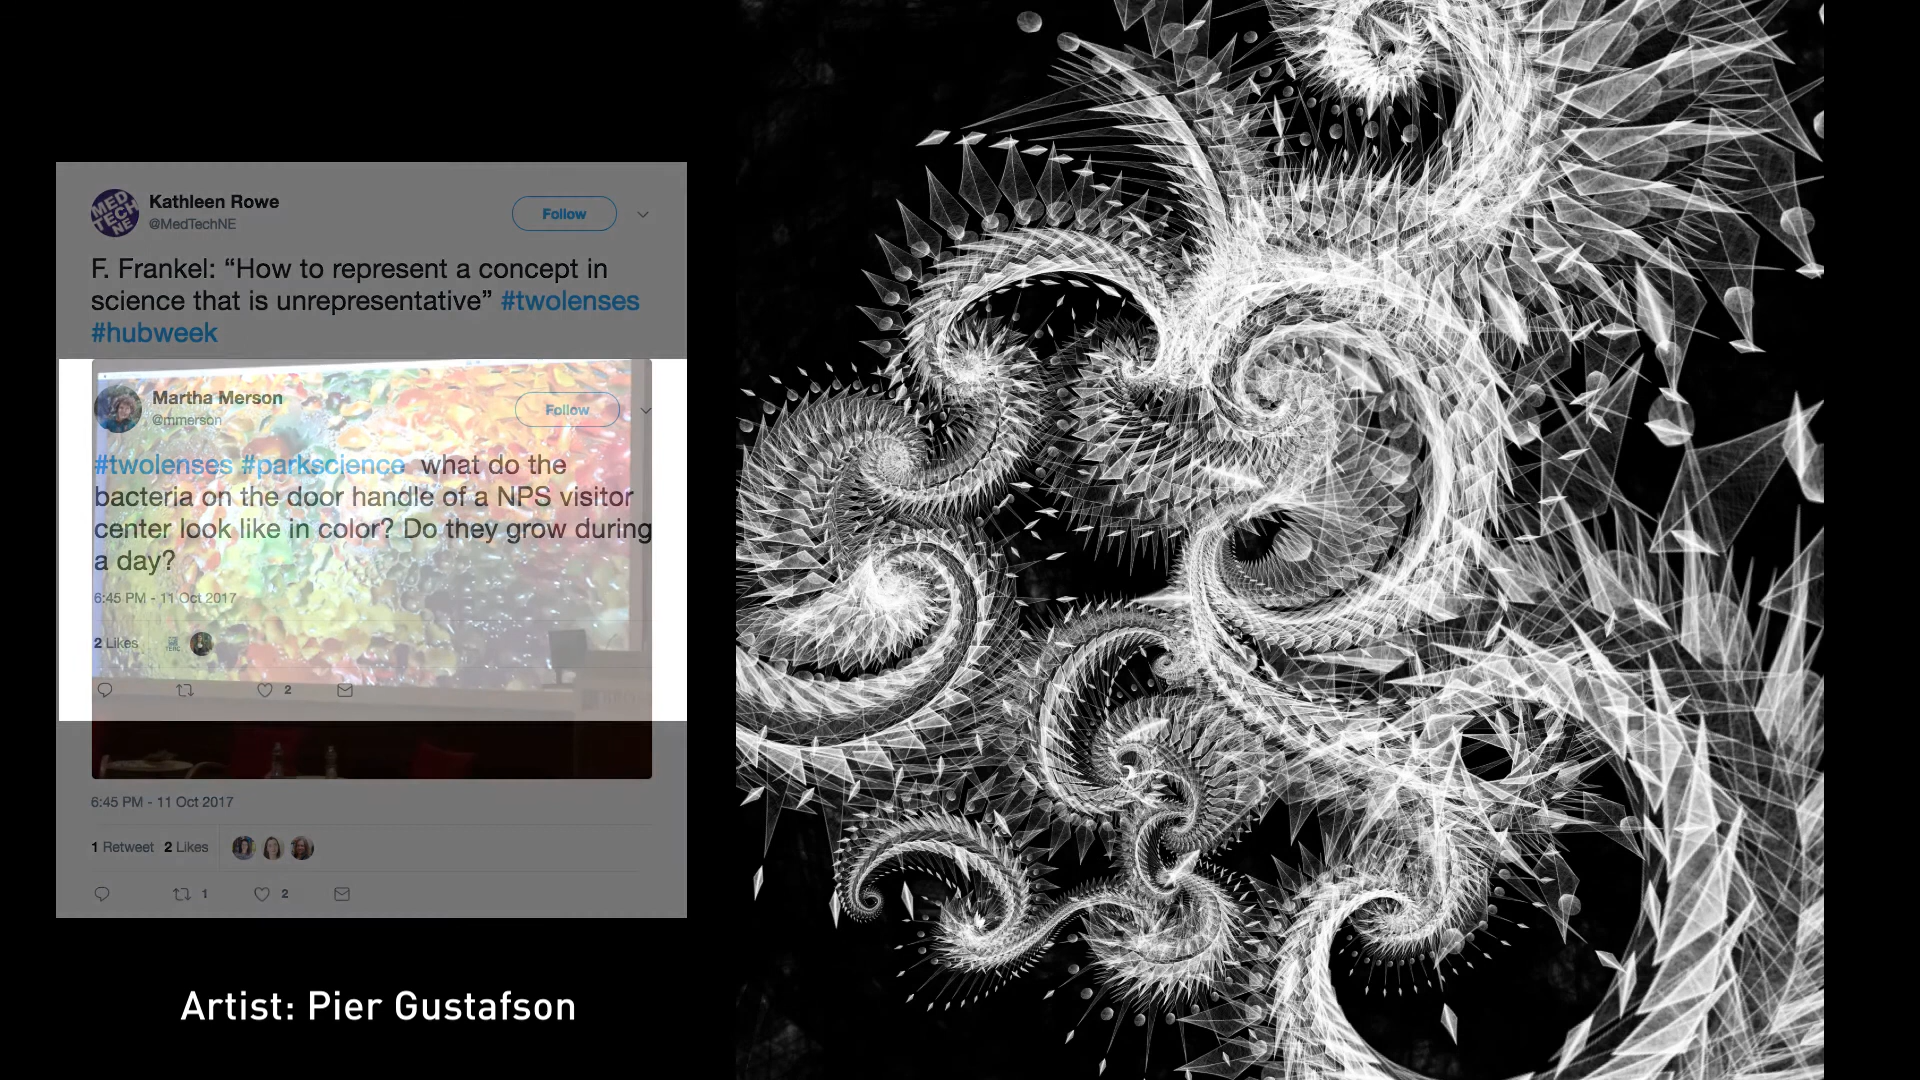 MED
TECH
NE
Kathleen Rowe
@MedTechNE
Follow
F. Frankel: “How to represent a concept in
science that is unrepresentative” #twolenses
#hubweek
Martha Merson
@mmerson
Follow
#twolenses #parkscience what do the
bacteria on the door handle of a NPS visitor
center look like in color? Do they grow during
a day?
6:45 PM - 11 Oct 2017
2 Likes
2
6:45 PM - 11 Oct 2017
1 Retweet 2 Likes
1 2
Artist: Pier Gustafson